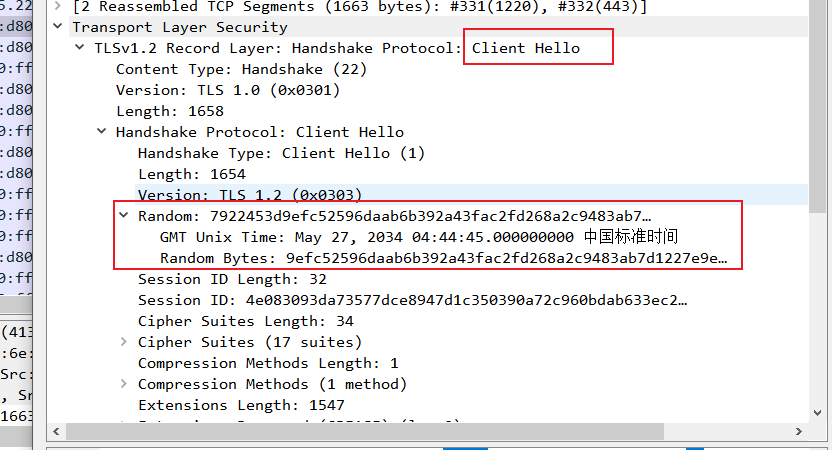 5.22
:d80
:d80
0:ff
:d80
:d80
0:ff
:d80
0:ff
:d80
0:ff
:d80
0:ff
[2 Reassembled TCP Segments (1663 bytes): #331(1220), #332(443)]
Transport Layer Security
TLSv1.2 Record Layer: Handshake Protocol: Client Hello
Content Type: Handshake (22)
Version: TLS 1.0 (0x0301)
Length: 1658
Handshake Protocol: Client Hello
Handshake Type: Client Hello (1)
Length: 1654
Version: TLS 1.2 (0x0303)
Random: 7922453d9efc52596daab6b392a43fac2fd268a2c9483ab7…
GMT Unix Time: May 27, 2034 04:44:45.000000000 中国标准时间
Random Bytes: 9efc52596daab6b392a43fac2fd268a2c9483ab7d1227e9e…
Session ID Length: 32
Session ID: 4e083093da73577dce8947d1c350390a72c960bdab633ec2…
Cipher Suites Length: 34
Cipher Suites (17 suites)
Compression Methods Length: 1
Compression Methods (1 method)
Extensions Length: 1547
(413
:6e:
Src:
, Sr
1663